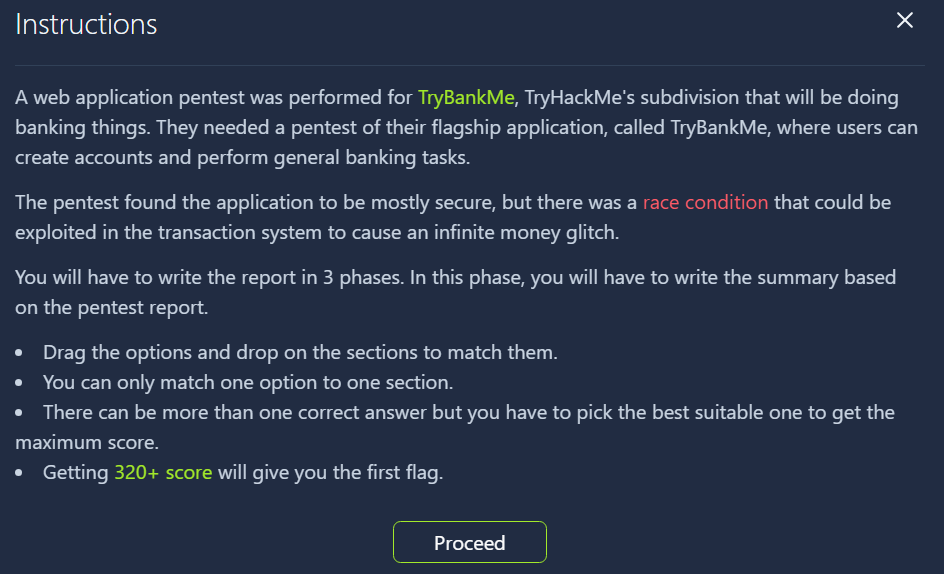 Instructions
A web application pentest was performed for TryBankMe, TryHackMe's subdivision that will be doing
banking things. They needed a pentest of their flagship application, called TryBankMe, where users can
create accounts and perform general banking tasks.
The pentest found the application to be mostly secure, but there was a race condition that could be
exploited in the transaction system to cause an infinite money glitch.
You will have to write the report in 3 phases. In this phase, you will have to write the summary based
on the pentest report.
• Drag the options and drop on the sections to match them.
• You can only match one option to one section.
• There can be more than one correct answer but you have to pick the best suitable one to get the
maximum score.
• Getting 320+ score will give you the first flag.
Proceed